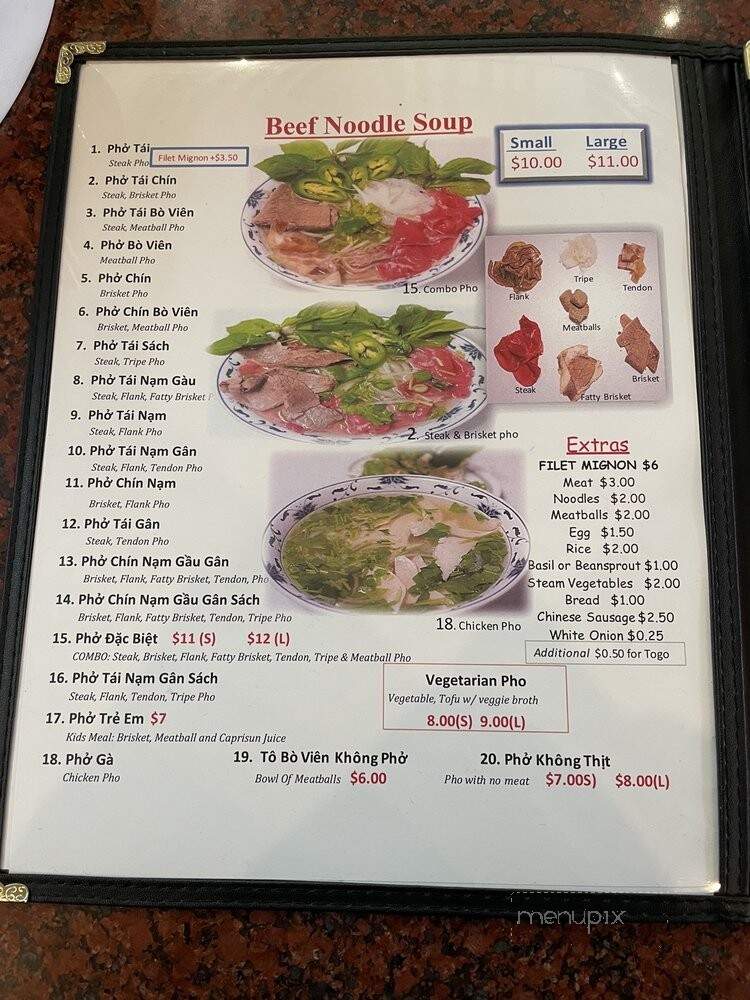 Beef Noodle Soup
Small Large
$10.00 $11.00
1. Phở Tái
Steak Pho
Filet Mignon +$3.50
2. Phở Tái Chín
Steak, Brisket Pho
3. Phở Tái Bò Viên
Steak, Meatball Pho
4. Phở Bò Viên
Meatball Pho
5. Phở Chín
Brisket Pho
6. Phở Chín Bò Viên
Brisket, Meatball Pho
7. Phở Tái Sách
Steak, Tripe Pho
8. Phở Tái Nạm Gàu
Steak, Flank, Fatty Brisket P
9. Phở Tái Nạm
Steak, Flank Pho
10. Phở Tái Nạm Gân
Steak, Flank, Tendon Pho
11. Phở Chín Nạm
Brisket, Flank Pho
12. Phở Tái Gân
Steak, Tendon Pho
13. Phở Chín Nạm Gầu Gân
Brisket, Flank, Fatty Brisket, Tendon, Pho
14. Phở Chín Nạm Gầu Gân Sách
Brisket, Flank, Fatty Brisket, Tendon, Tripe Pho
15. Phở Đặc Biệt $11 (S) $12 (L)
COMBO: Steak, Brisket, Flank, Fatty Brisket, Tendon, Tripe & Meatball Pho
16. Phở Tái Nạm Gân Sách
Steak, Flank, Tendon, Tripe Pho
17. Phở Trẻ Em $7
Kids Meal: Brisket, Meatball and Caprisun Juice
18. Phở Gà
Chicken Pho
19. Tô Bò Viên Không Phở
Bowl Of Meatballs $6.00
20. Phở Không Thịt
Pho with no meat $7.00S) $8.00(L)
15. Combo Pho
2. Steak & Brisket pho
18. Chicken Pho
Flank
Tripe
Tendon
Meatballs
Steak
Fatty Brisket
Brisket
Extras
FILET MIGNON $6
Meat $3.00
Noodles $2.00
Meatballs $2.00
Egg $1.50
Rice $2.00
Basil or Beansprout $1.00
Steam Vegetables $2.00
Bread $1.00
Chinese Sausage $2.50
White Onion $0.25
Additional $0.50 for Togo
Vegetarian Pho
Vegetable, Tofu w/ veggie broth
8.00(S) 9.00(L)
menupix